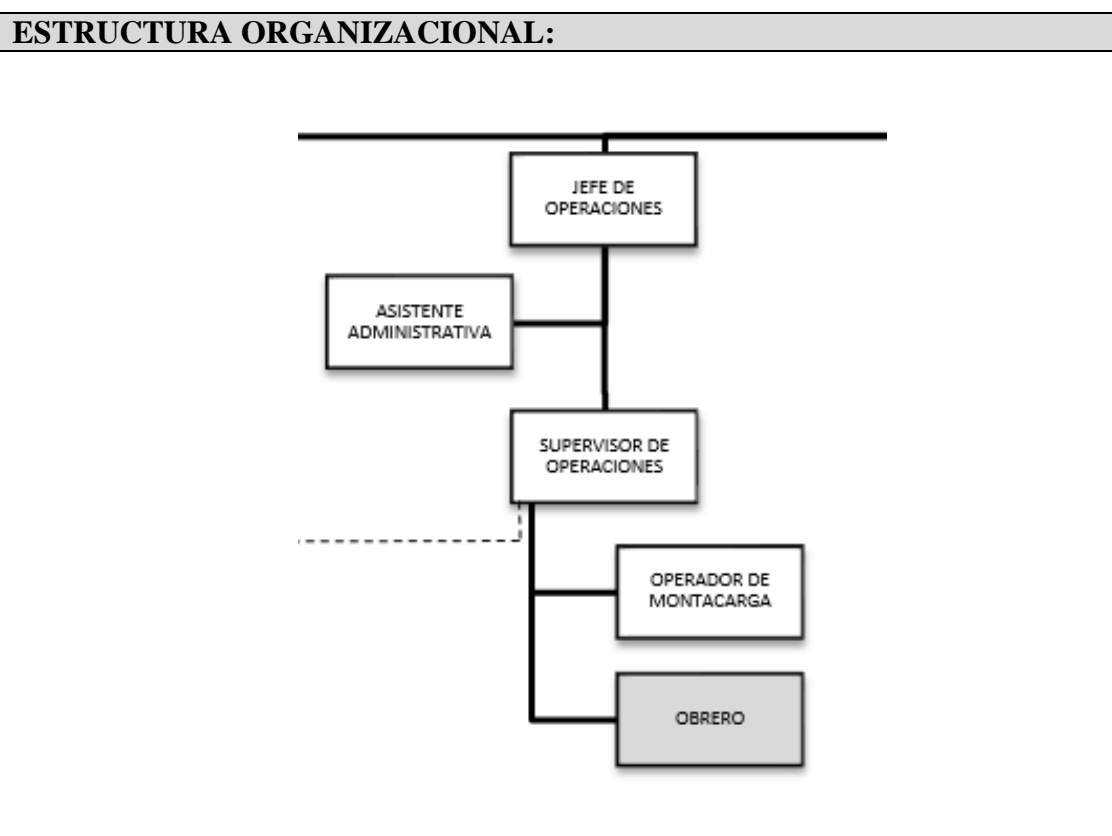 ESTRUCTURA ORGANIZACIONAL:
JEFE DE
OPERACIONES
ASISTENTE
ADMINISTRATIVA
SUPERVISOR DE
OPERACIONES
OPERADOR DE
MONTACARGA
OBRERO